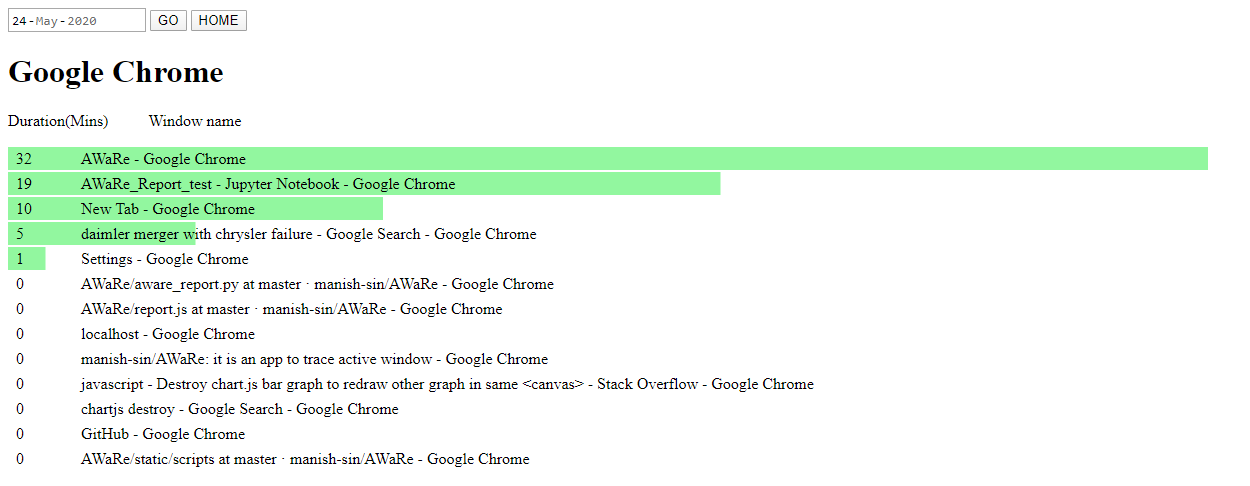 24-May-2020 GO HOME
Google Chrome
Duration(Mins) Window name
32 AWaRe - Google Chrome
19 AWaRe_Report_test - Jupyter Notebook - Google Chrome
10 New Tab - Google Chrome
5 daimler merger with chrysler failure - Google Search - Google Chrome
1 Settings - Google Chrome
0 AWaRe/aware_report.py at master · manish-sin/AWaRe - Google Chrome
0 AWaRe/report.js at master · manish-sin/AWaRe - Google Chrome
0 localhost - Google Chrome
0 manish-sin/AWaRe: it is an app to trace active window - Google Chrome
0 javascript - Destroy chart.js bar graph to redraw other graph in same <canvas> - Stack Overflow - Google Chrome
0 chartjs destroy - Google Search - Google Chrome
0 GitHub - Google Chrome
0 AWaRe/static/scripts at master · manish-sin/AWaRe - Google Chrome